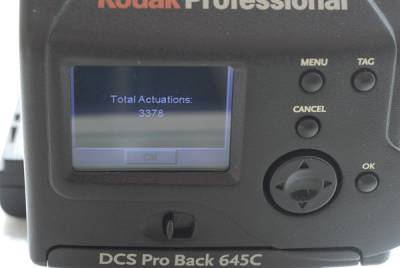 Kodak Professional
MENU
TAG
Total Actuations:
3378
CANCEL
OK
OK
DCS Pro Back 645C